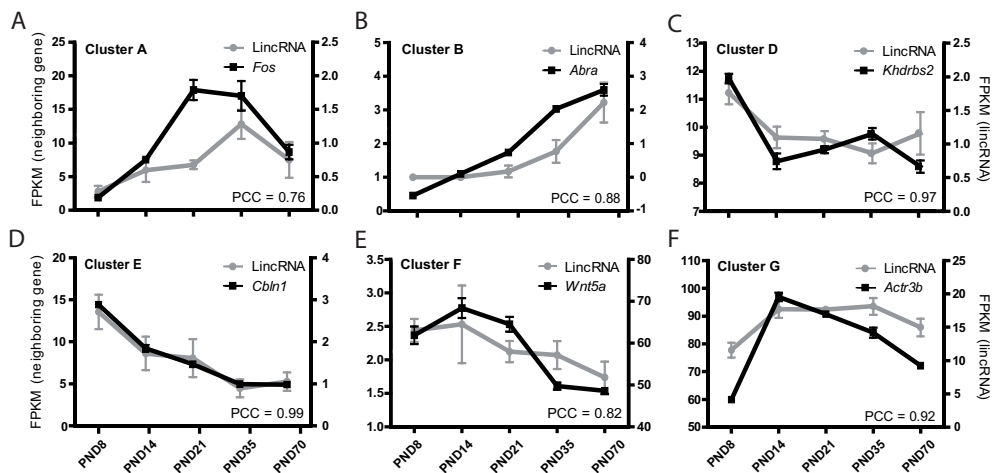 A
Cluster A
LincRNA
Fos
FPKM (neighboring gene)
25
20
15
10
5
0
2.5
2.0
1.5
1.0
0.5
0.0
PCC = 0.76
B
Cluster B
LincRNA
Abra
5
4
3
2
1
0
4
3
2
1
0
-1
PCC = 0.88
C
Cluster D
LincRNA
Khdrbs2
13
12
11
10
9
8
7
2.5
2.0
1.5
1.0
0.5
0.0
FPKM (lincRNA)
PCC = 0.97
D
Cluster E
LincRNA
Cbln1
FPKM (neighboring gene)
20
15
10
5
0
4
3
2
1
0
PCC = 0.99
PND8
PND14
PND21
PND35
PND70
E
Cluster F
LincRNA
Wnt5a
3.5
3.0
2.5
2.0
1.5
1.0
80
70
60
50
40
PCC = 0.82
PND8
PND14
PND21
PND35
PND70
F
Cluster G
LincRNA
Actr3b
110
100
90
80
70
60
50
25
20
15
10
5
0
FPKM (lincRNA)
PCC = 0.92
PND8
PND14
PND21
PND35
PND70